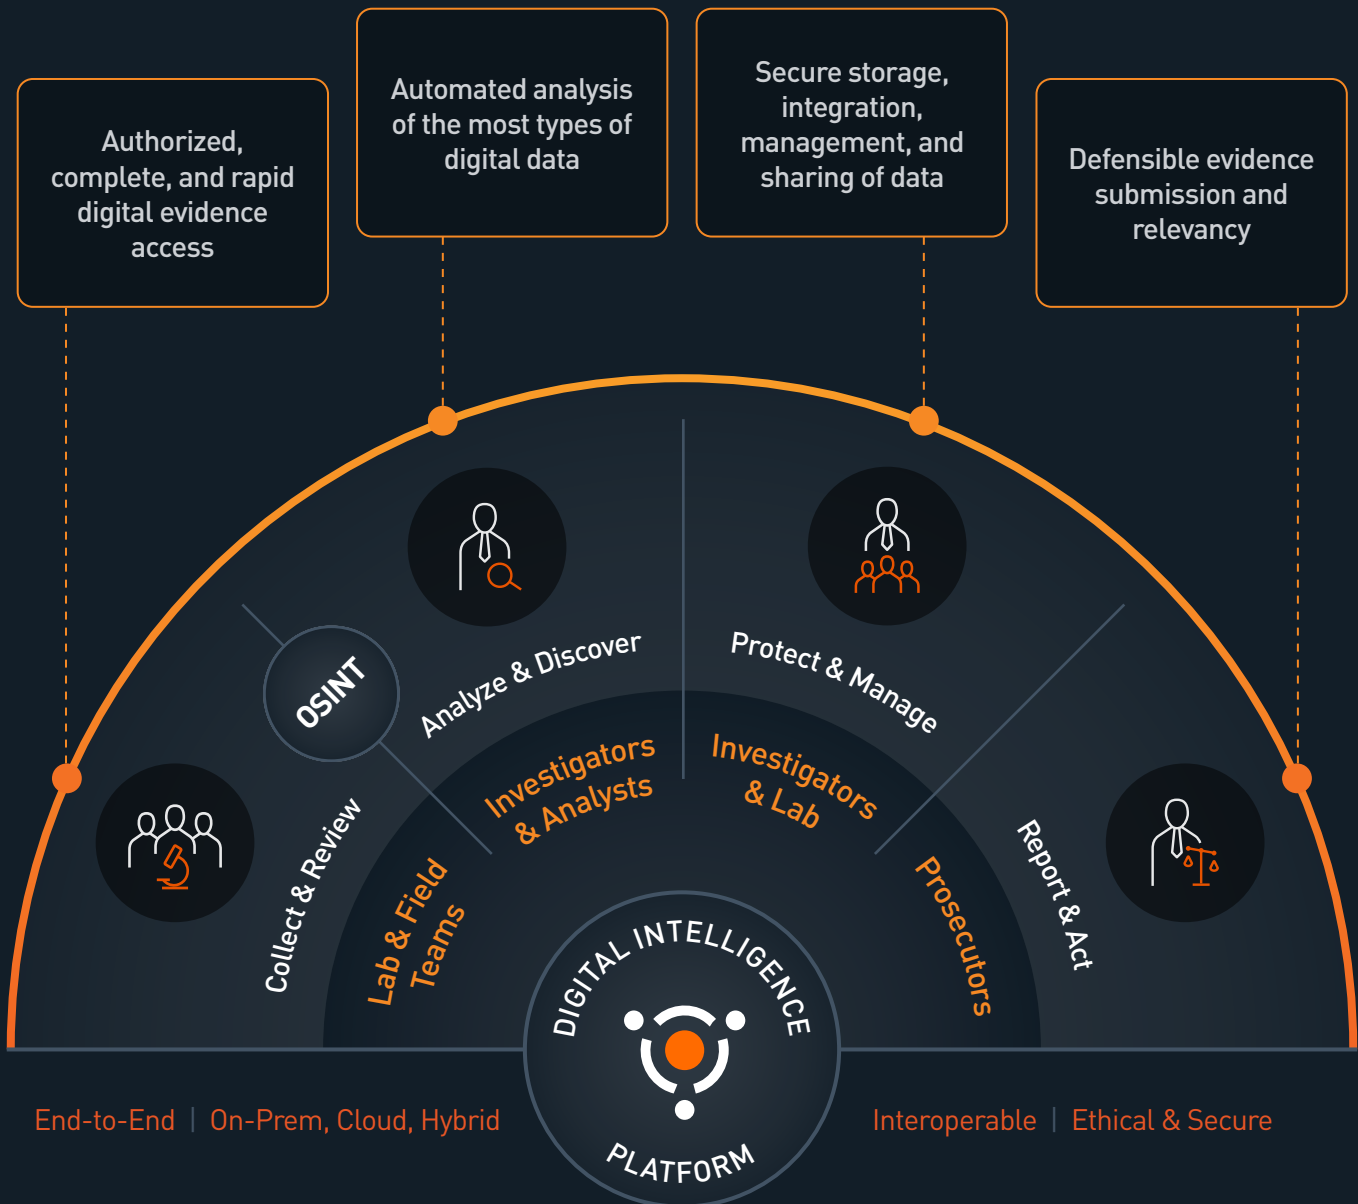 Authorized,
complete, and rapid
digital evidence
access
Automated analysis
of the most types of
digital data
Secure storage,
integration,
management, and
sharing of data
Defensible evidence
submission and
relevancy
OSINT
Collect & Review
Analyze & Discover
Protect & Manage
Report & Act
Lab & Field
Teams
Investigators
& Analysts
Investigators
& Lab
Prosecutors
DIGITAL INTELLIGENCE
PLATFORM
End-to-End | On-Prem, Cloud, Hybrid
Interoperable | Ethical & Secure